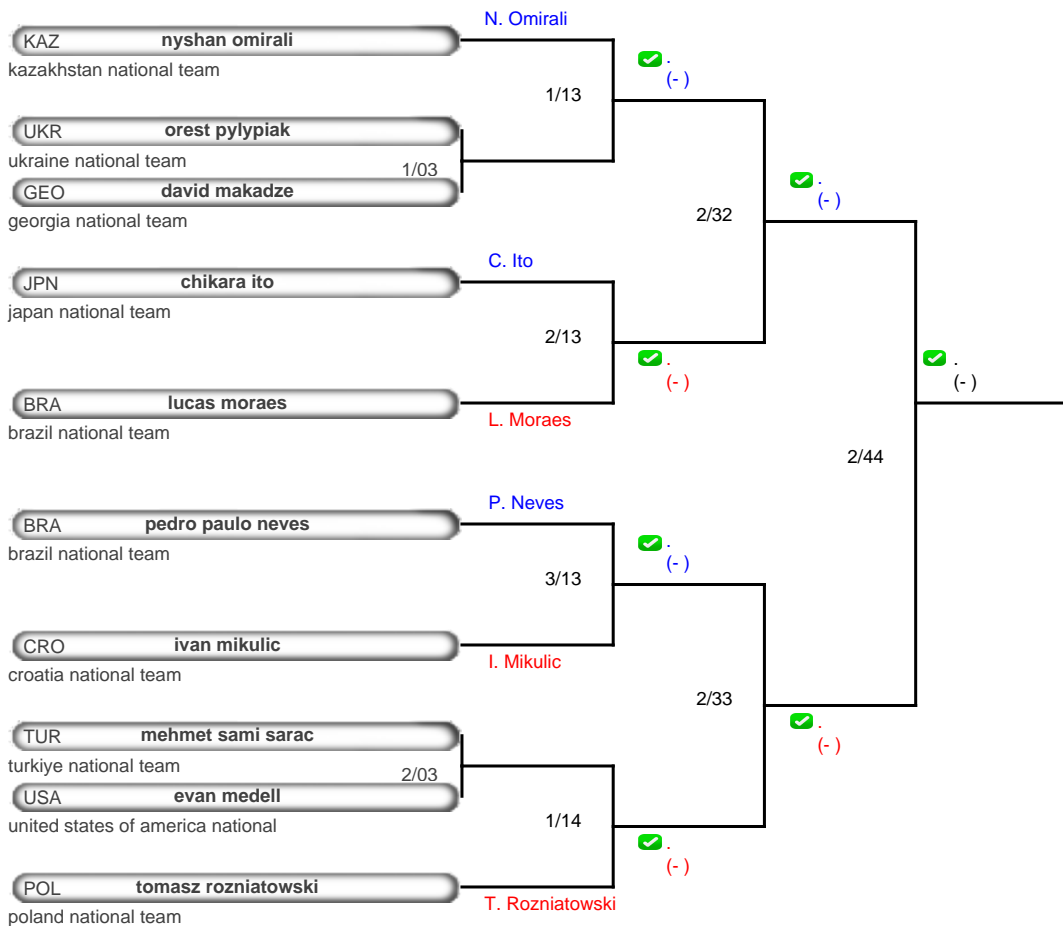 N. Omirali
KAZ nyshan omirali
kazakhstan national team
.
(- )
1/13
UKR orest pylypiak
ukraine national team
1/03
GEO david makadze
georgia national team
.
(- )
2/32
C. Ito
JPN chikara ito
japan national team
2/13
.
(- )
.
(- )
BRA lucas moraes
brazil national team
L. Moraes
2/44
P. Neves
BRA pedro paulo neves
brazil national team
.
(- )
3/13
CRO ivan mikulic
croatia national team
I. Mikulic
2/33
.
(- )
TUR mehmet sami sarac
turkiye national team
2/03
USA evan medell
united states of america national
1/14
.
(- )
POL tomasz rozniatowski
poland national team
T. Rozniatowski